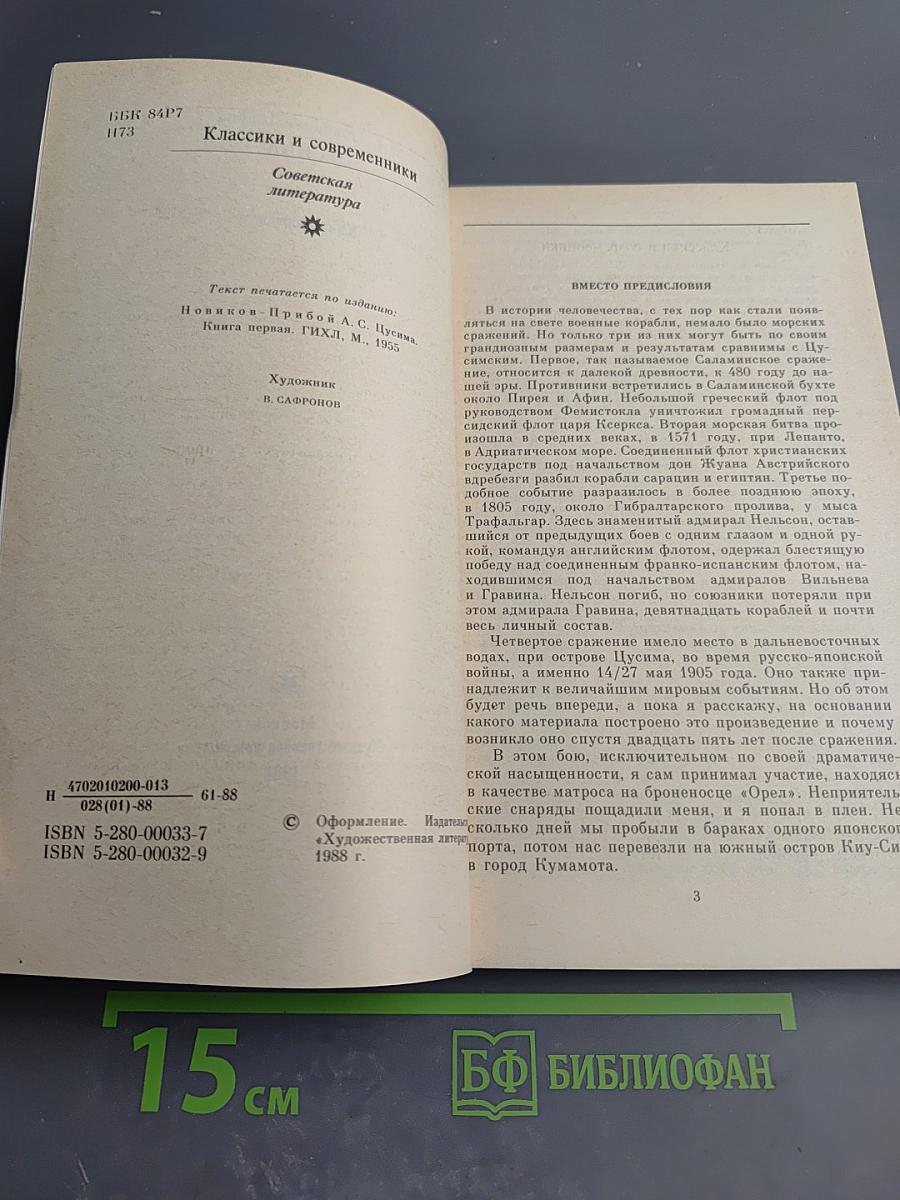 ББК 84Р7
Н73
Классики и современники
Советская
литература
Текст печатается по изданию:
Новиков-Прибой А. С. Цусима.
Книга первая. ГИХЛ, М., 1955
Художник
В. САФРОНОВ
Н 4702010200-013 61-88
028(01)-88
ISBN 5-280-00033-7
ISBN 5-280-00032-9
© Оформление. Издательс
«Художественная литерат
1988 г.
ВМЕСТО ПРЕДИСЛОВИЯ
В истории человечества, с тех пор как стали появ-
ляться на свете военные корабли, немало было морских
сражений. Но только три из них могут быть по своим
грандиозным размерам и результатам сравнимы с Цу-
симским. Первое, так называемое Саламинское сраже-
ние, относится к далекой древности, к 480 году до на-
шей эры. Противники встретились в Саламинской бухте
около Пирея и Афин. Небольшой греческий флот под
руководством Фемистокла уничтожил громадный пер-
сидский флот царя Ксеркса. Вторая морская битва про-
изошла в средних веках, в 1571 году, при Лепанто,
в Адриатическом море. Соединенный флот христианских
государств под начальством дон Жуана Австрийского
вдребезги разбил корабли сарацин и египтян. Третье по-
добное событие разразилось в более позднюю эпоху,
в 1805 году, около Гибралтарского пролива, у мыса
Трафальгар. Здесь знаменитый адмирал Нельсон, остав-
шийся от предыдущих боев с одним глазом и одной ру-
кой, командуя английским флотом, одержал блестящую
победу над соединенным франко-испанским флотом, на-
ходившимся под начальством адмиралов Вильнева
и Гравина. Нельсон погиб, но союзники потеряли при
этом адмирала Гравина, девятнадцать кораблей и почти
весь личный состав.
Четвертое сражение имело место в дальневосточных
водах, при острове Цусима, во время русско-японской
войны, а именно 14/27 мая 1905 года. Оно также при-
надлежит к величайшим мировым событиям. Но об этом
будет речь впереди, а пока я расскажу, на основании
какого материала построено это произведение и почему
возникло оно спустя двадцать пять лет после сражения.
В этом бою, исключительном по своей драматиче-
ской насыщенности, я сам принимал участие, находясь
в качестве матроса на броненосце «Орел». Неприятель-
ские снаряды пощадили меня, и я попал в плен. Не
сколько дней мы пробыли в бараках одного японског
порта, потом нас перевезли на южный остров Киу-Си
в город Кумамота.
3
15 см
БФ БИБЛИОФАН